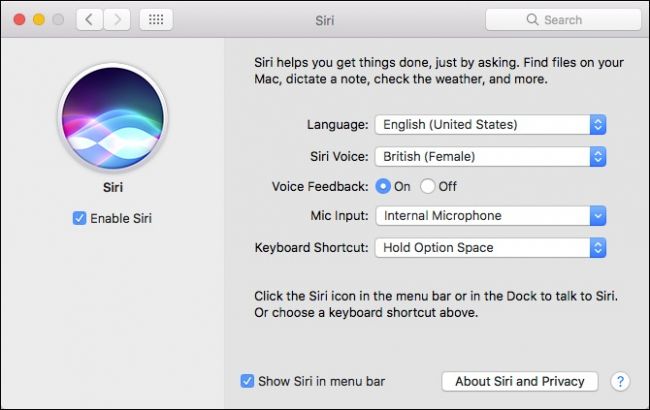 Siri
Search
Siri helps you get things done, just by asking. Find files on your
Mac, dictate a note, check the weather, and more.
Siri
Enable Siri
Language: English (United States)
Siri Voice: British (Female)
Voice Feedback: On Off
Mic Input: Internal Microphone
Keyboard Shortcut: Hold Option Space
Click the Siri icon in the menu bar or in the Dock to talk to Siri.
Or choose a keyboard shortcut above.
Show Siri in menu bar About Siri and Privacy ?